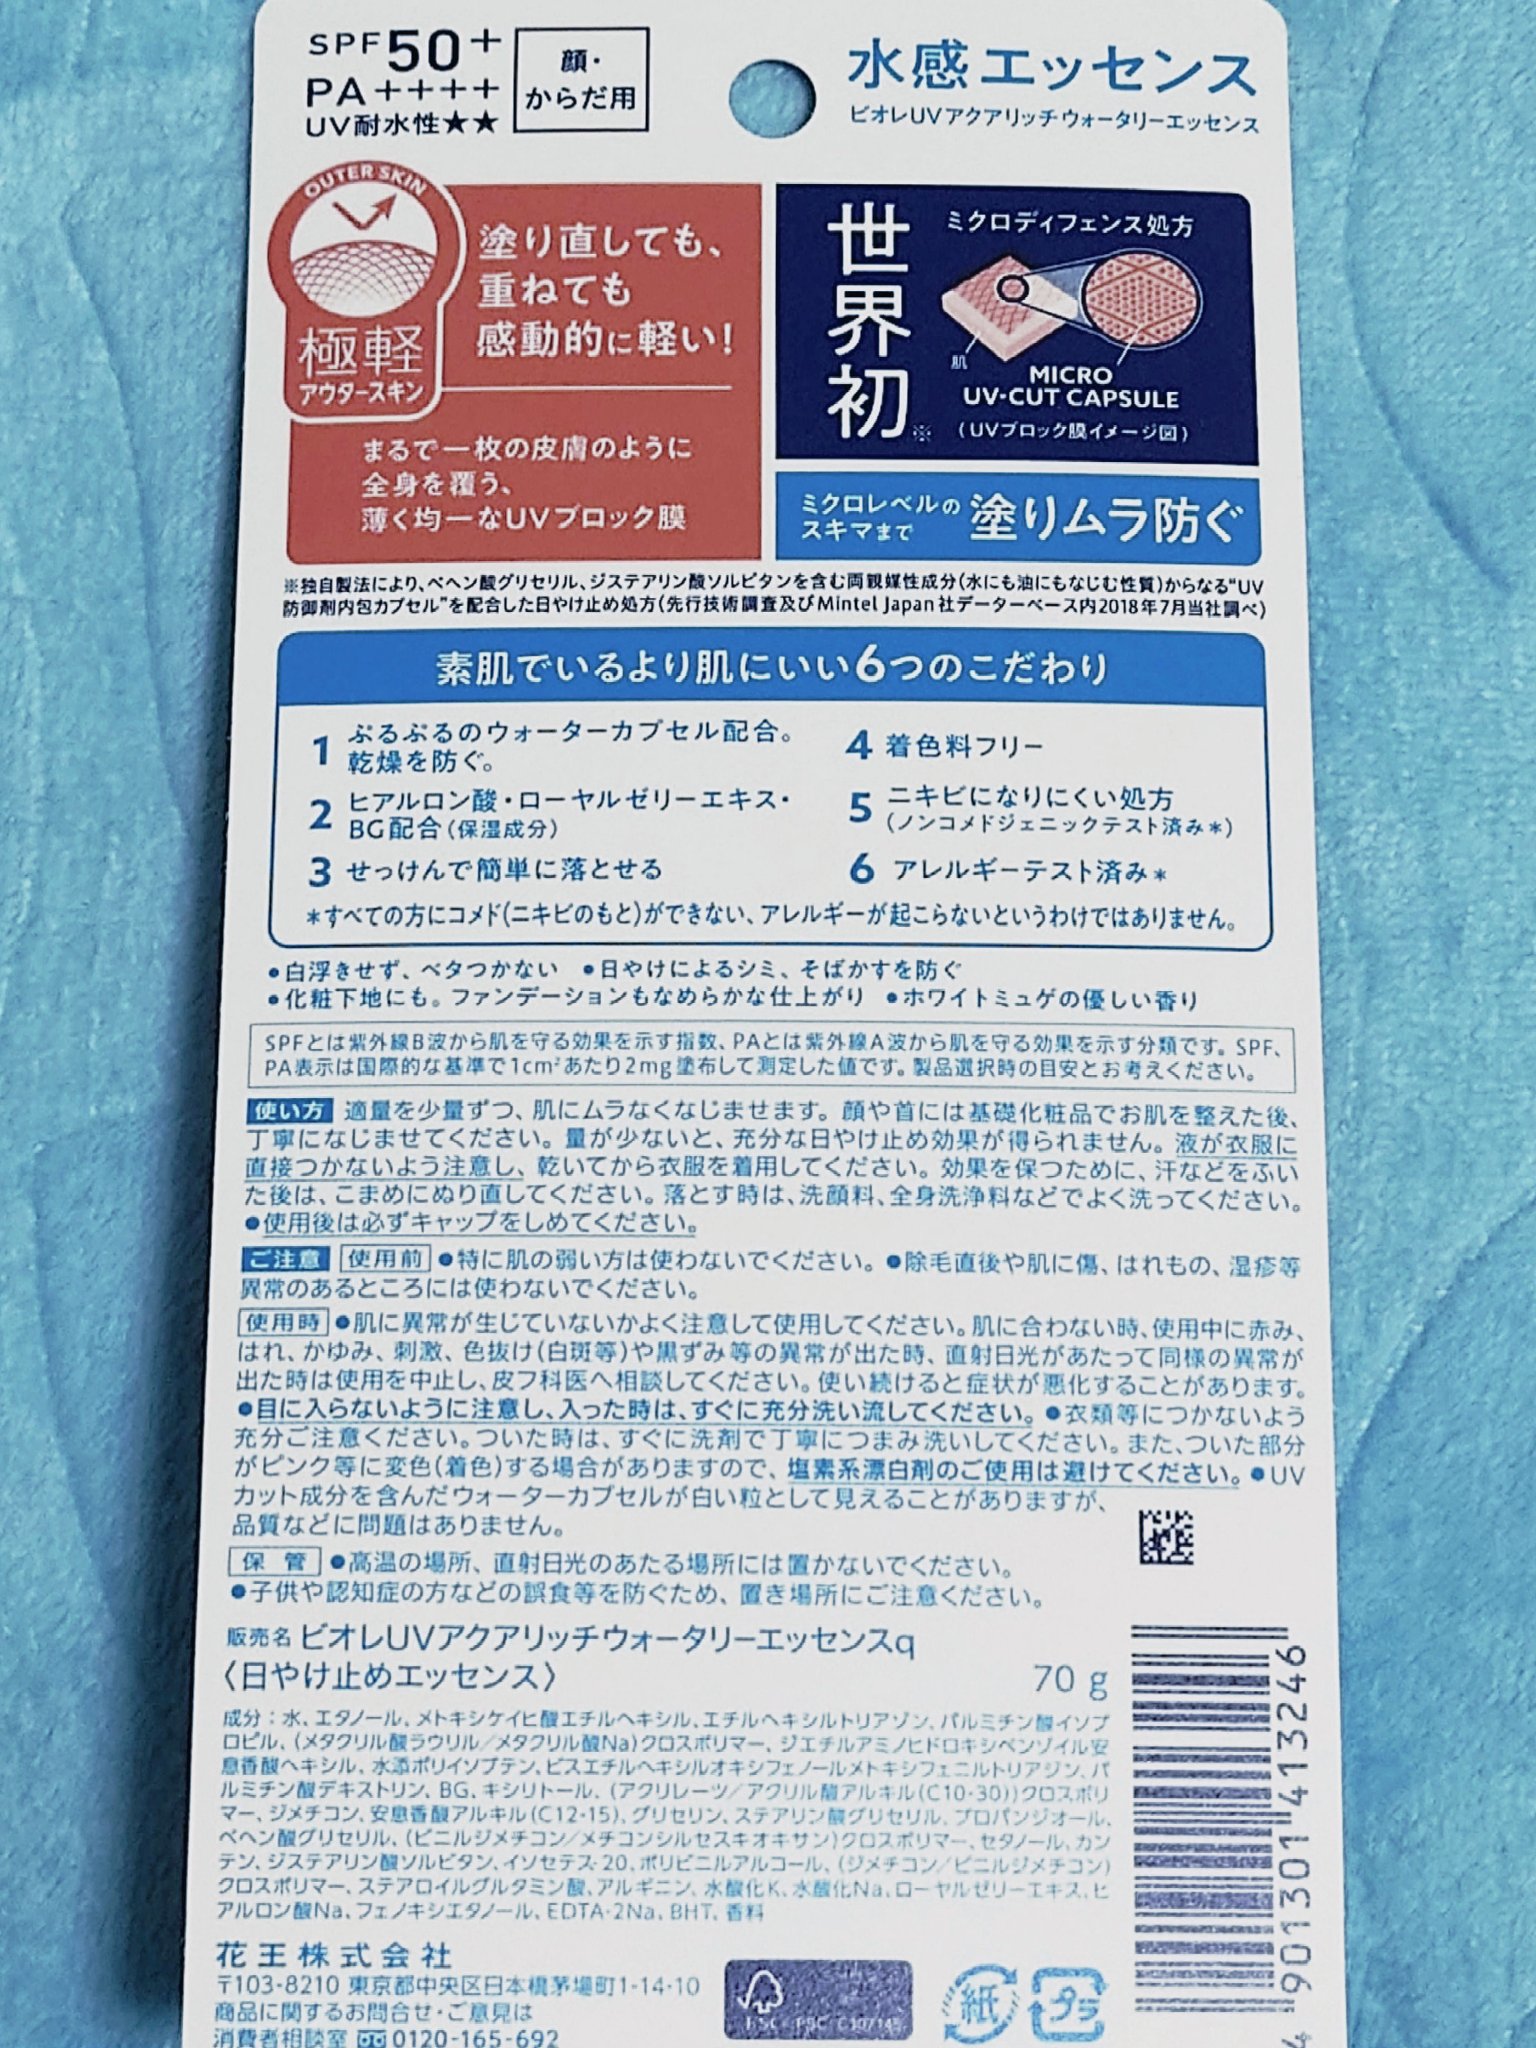 SPF50+
PA++++
UV耐水性★★
顔・
からだ用
水感エッセンス
ビオレUVアクアリッチウォータリーエッセンス
OUTER SKIN
極軽
アウタースキン
塗り直しても、
重ねても
感動的に軽い!
まるで一枚の皮膚のように
全身を覆う、
薄く均一なUVブロック膜
世界初※
ミクロディフェンス処方
肌
MICRO
UV-CUT CAPSULE
(UVブロック膜イメージ図)
ミクロレベルの
スキマまで
塗りムラ防ぐ
※独自製法により、ベヘン酸グリセリル、ジステアリン酸ソルビタンを含む両親媒性成分(水にも油にもなじむ性質)からなる“UV
防御剤内包カプセル”を配合した日やけ止め処方(先行技術調査及びMintel Japan社データーベース内2018年7月当社調べ)
素肌でいるより肌にいい6つのこだわり
1 ぷるぷるのウォーターカプセル配合。
乾燥を防ぐ。
2 ヒアルロン酸・ローヤルゼリーエキス・
BG配合(保湿成分)
3 せっけんで簡単に落とせる
4 着色料フリー
5 ニキビになりにくい処方
(ノンコメドジェニックテスト済み*)
6 アレルギーテスト済み*
*すべての方にコメド(ニキビのもと)ができない、アレルギーが起こらないというわけではありません。
●白浮きせず、ベタつかない ●日やけによるシミ、そばかすを防ぐ
●化粧下地にも。ファンデーションもなめらかな仕上がり ●ホワイトミュゲの優しい香り
SPFとは紫外線B波から肌を守る効果を示す指数、PAとは紫外線A波から肌を守る効果を示す分類です。SPF、
PA表示は国際的な基準で1cm²あたり2mg塗布して測定した値です。製品選択時の目安とお考えください。
使い方 適量を少量ずつ、肌にムラなくなじませます。顔や首には基礎化粧品でお肌を整えた後、
丁寧になじませてください。量が少ないと、充分な日やけ止め効果が得られません。液が衣服に
直接つかないよう注意し、乾いてから衣服を着用してください。効果を保つために、汗などをふい
た後は、こまめにぬり直してください。落とす時は、洗顔料、全身洗浄料などでよく洗ってください。
●使用後は必ずキャップをしめてください。
ご注意 使用前 ●特に肌の弱い方は使わないでください。●除毛直後や肌に傷、はれもの、湿疹等
異常のあるところには使わないでください。
使用時 ●肌に異常が生じていないかよく注意して使用してください。肌に合わない時、使用中に赤み、
はれ、かゆみ、刺激、色抜け(白斑等)や黒ずみ等の異常が出た時、直射日光があたって同様の異常が
出た時は使用を中止し、皮フ科医へ相談してください。使い続けると症状が悪化することがあります。
●目に入らないように注意し、入った時は、すぐに充分洗い流してください。●衣類等につかないよう
充分ご注意ください。ついた時は、すぐに洗剤で丁寧につまみ洗いしてください。また、ついた部分
がピンク等に変色(着色)する場合がありますので、塩素系漂白剤のご使用は避けてください。●UV
カット成分を含んだウォーターカプセルが白い粒として見えることがありますが、
品質などに問題はありません。
保管 ●高温の場所、直射日光のあたる場所には置かないでください。
●子供や認知症の方などの誤食等を防ぐため、置き場所にご注意ください。
販売名 ビオレUVアクアリッチウォータリーエッセンスq
〈日やけ止めエッセンス〉 70g
成分:水、エタノール、メトキシケイヒ酸エチルヘキシル、エチルヘキシルトリアゾン、パルミチン酸イソプ
ロピル、(メタクリル酸ラウリル/メタクリル酸Na)クロスポリマー、ジエチルアミノヒドロキシベンゾイル安
息香酸ヘキシル、水添ポリイソブテン、ビスエチルヘキシルオキシフェノールメトキシフェニルトリアジン、パ
ルミチン酸デキストリン、BG、キシリトール、(アクリレーツ/アクリル酸アルキル(C10-30))クロスポリ
マー、ジメチコン、安息香酸アルキル(C12-15)、グリセリン、ステアリン酸グリセリル、プロパンジオール、
ベヘン酸グリセリル、(ビニルジメチコン/メチコンシルセスキオキサン)クロスポリマー、セタノール、カン
テン、ジステアリン酸ソルビタン、イソセテス-20、ポリビニルアルコール、(ジメチコン/ビニルジメチコン)
クロスポリマー、ステアロイルグルタミン酸、アルギニン、水酸化K、水酸化Na、ローヤルゼリーエキス、ヒ
アルロン酸Na、フェノキシエタノール、EDTA-2Na、BHT、香料
花王株式会社
〒103-8210 東京都中央区日本橋茅場町1-14-10
商品に関するお問合せ・ご意見は
消費者相談室 0120-165-692
紙
プラ
4 901301 413246